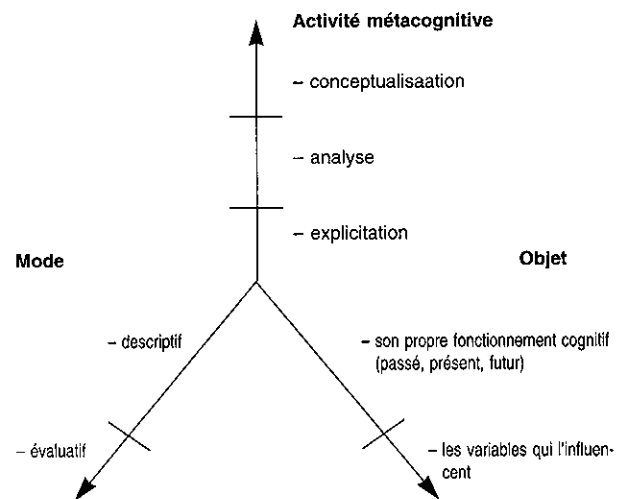 Activité métacognitive
– conceptualisaation
– analyse
– explicitation
Mode
Objet
– descriptif
– son propre fonctionnement cognitif
(passé, présent, futur)
– évaluatif
– les variables qui l'influen-
cent